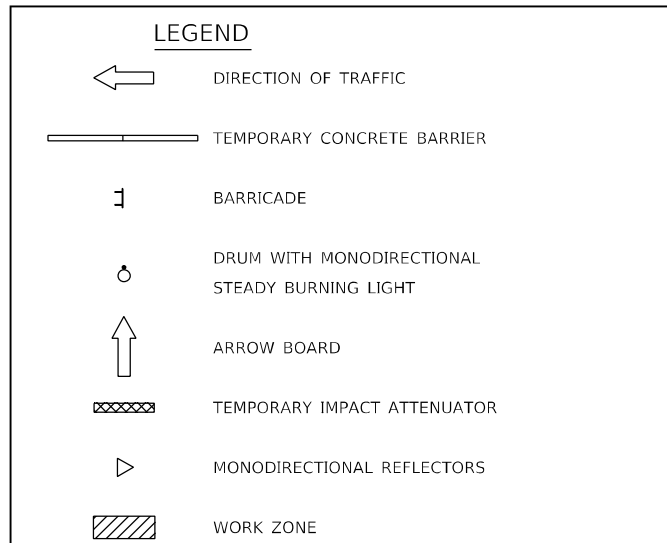 LEGEND
DIRECTION OF TRAFFIC
TEMPORARY CONCRETE BARRIER
BARRICADE
DRUM WITH MONODIRECTIONAL
STEADY BURNING LIGHT
ARROW BOARD
TEMPORARY IMPACT ATTENUATOR
MONODIRECTIONAL REFLECTORS
WORK ZONE